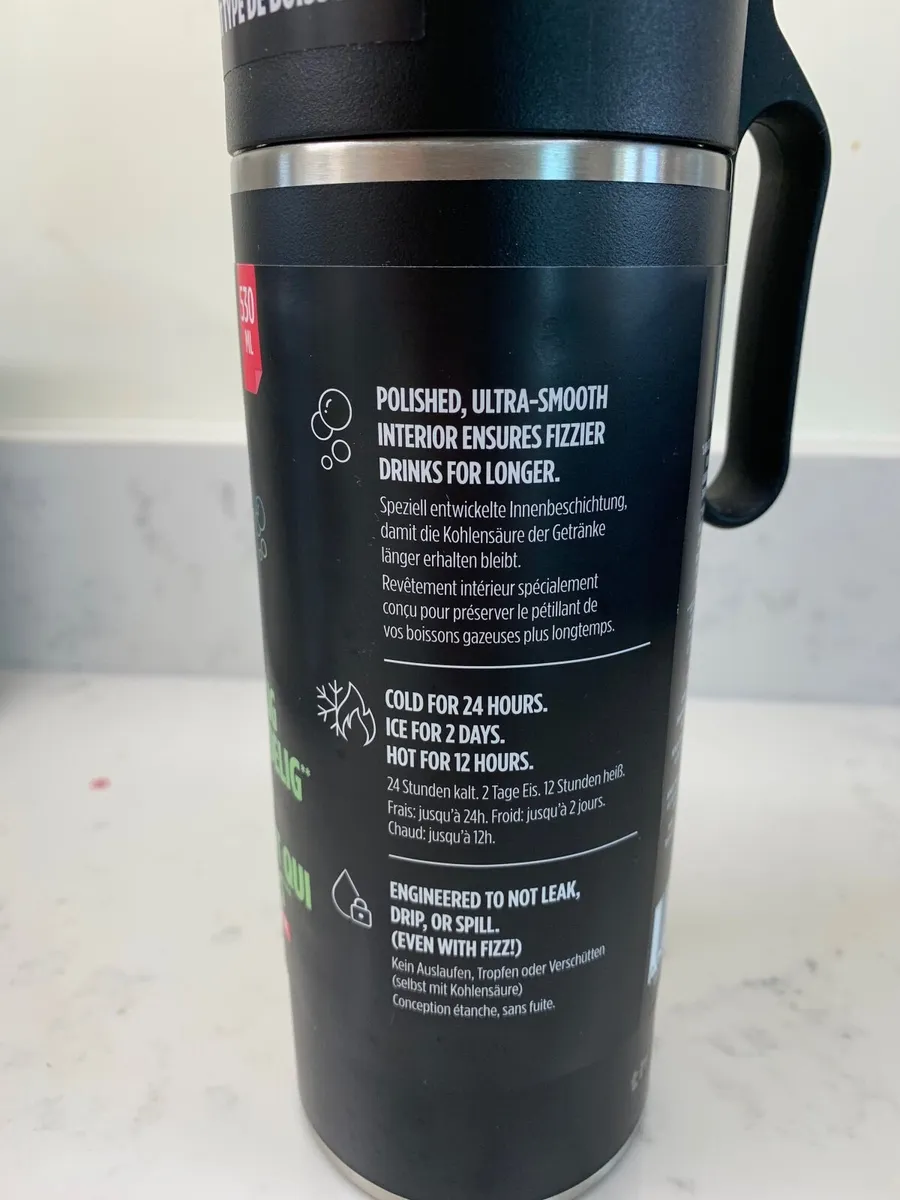 TYPE DE
530
ML
POLISHED, ULTRA-SMOOTH
INTERIOR ENSURES FIZZIER
DRINKS FOR LONGER.
Speziell entwickelte Innenbeschichtung,
damit die Kohlensäure der Getränke
länger erhalten bleibt.
Revêtement intérieur spécialement
conçu pour préserver le pétillant de
vos boissons gazeuses plus longtemps.
COLD FOR 24 HOURS.
ICE FOR 2 DAYS.
HOT FOR 12 HOURS.
24 Stunden kalt. 2 Tage Eis. 12 Stunden heiß.
Frais: jusqu'à 24h. Froid: jusqu'à 2 jours.
Chaud: jusqu'à 12h.
QUI
ENGINEERED TO NOT LEAK,
DRIP, OR SPILL.
(EVEN WITH FIZZ!)
Kein Auslaufen, Tropfen oder Verschütten
(selbst mit Kohlensäure)
Conception étanche, sans fuite.